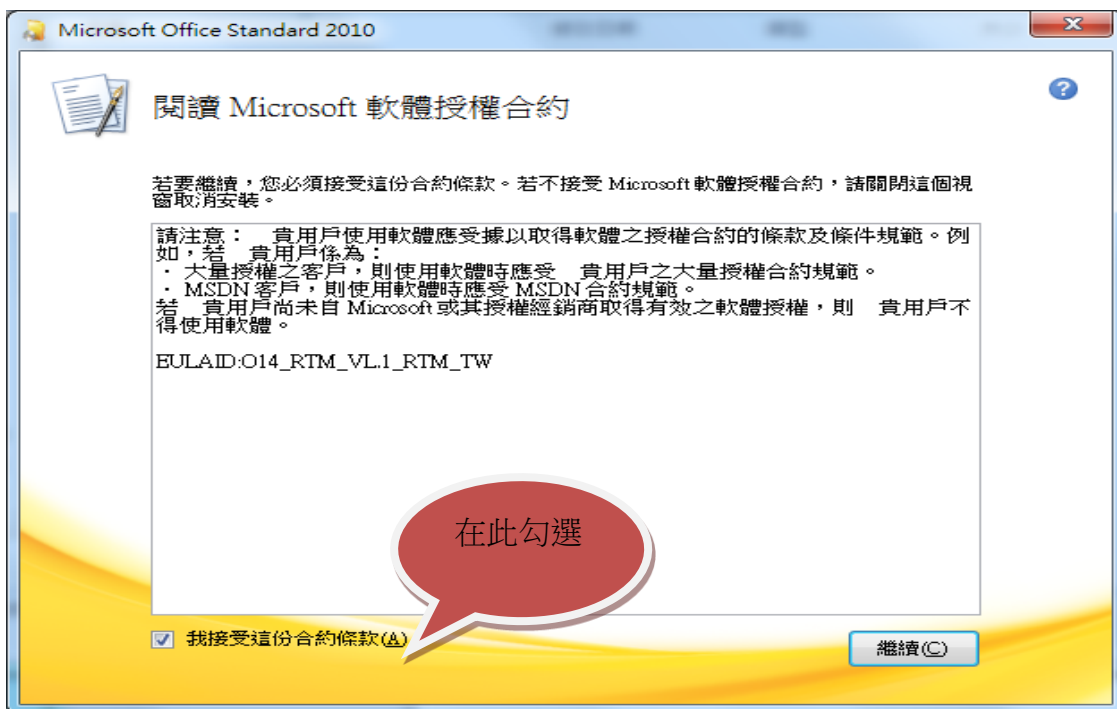 Microsoft Office Standard 2010
閱讀 Microsoft 軟體授權合約
若要繼續，您必須接受這份合約條款。若不接受 Microsoft 軟體授權合約，請關閉這個視
窗取消安裝。
請注意：　貴用戶使用軟體應受據以取得軟體之授權合約的條款及條件規範。例
如，若　貴用戶係為：
· 大量授權之客戶，則使用軟體時應受　貴用戶之大量授權合約規範。
· MSDN 客戶，則使用軟體時應受 MSDN 合約規範。
若　貴用戶尚未自 Microsoft 或其授權經銷商取得有效之軟體授權，則　貴用戶不
得使用軟體。
EULAID:O14_RTM_VL.1_RTM_TW
在此勾選
我接受這份合約條款(A)
繼續(C)